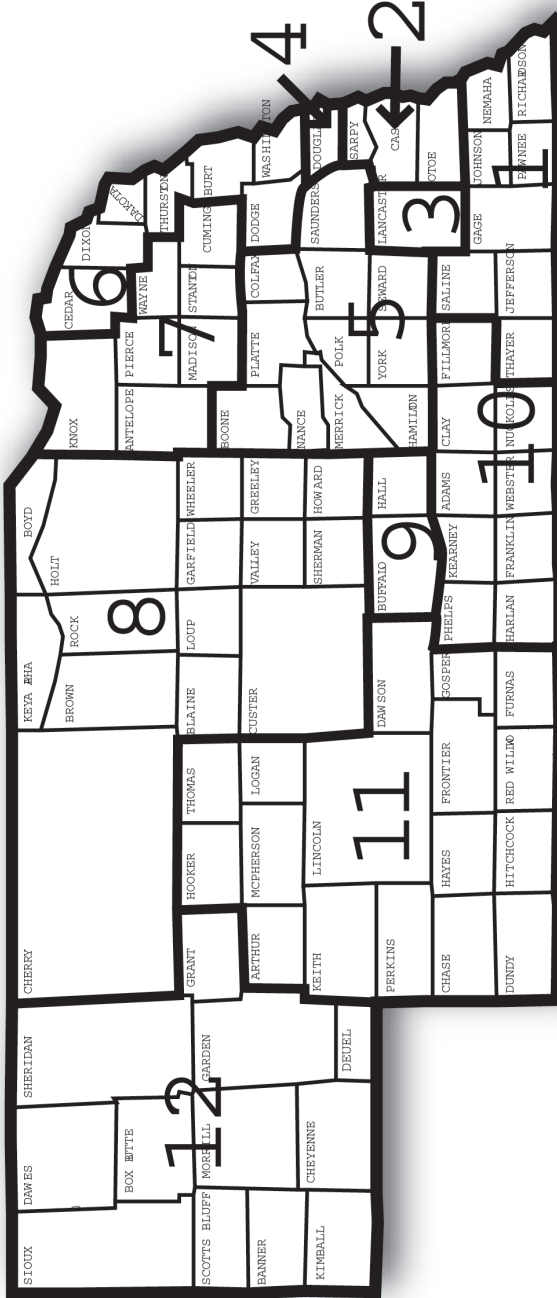 SIOUX
DAWES
SHERIDAN
CHERRY
KEYA PAHA
BOYD
BROWN
ROCK
HOLT
KNOX
CEDAR
DIXON
DAKOTA
BOX BUTTE
ANTELOPE
PIERCE
WAYNE
THURSTON
6
8
12
7
SCOTTS BLUFF
MORRILL
GARDEN
GRANT
HOOKER
THOMAS
BLAINE
LOUP
GARFIELD
WHEELER
MADISON
STANTON
CUMING
BURT
BANNER
ARTHUR
MCPHERSON
LOGAN
CUSTER
VALLEY
GREELEY
BOONE
PLATTE
COLFAX
DODGE
WASHINGTON
4
KIMBALL
CHEYENNE
DEUEL
KEITH
LINCOLN
SHERMAN
HOWARD
NANCE
MERRICK
POLK
BUTLER
SAUNDERS
DOUGL
SARPY
11
9
5
3
2
PERKINS
DAWSON
BUFFALO
HALL
HAMILTON
YORK
SEWARD
LANCASTER
CAS
OTOE
CHASE
HAYES
FRONTIER
GOSPER
PHELPS
KEARNEY
ADAMS
CLAY
FILLMOR
SALINE
GAGE
JOHNSON
NEMAHA
10
1
DUNDY
HITCHCOCK
RED WILLO
FURNAS
HARLAN
FRANKLIN
WEBSTER
NUCKOLLS
THAYER
JEFFERSON
PAWNEE
RICHARDSON